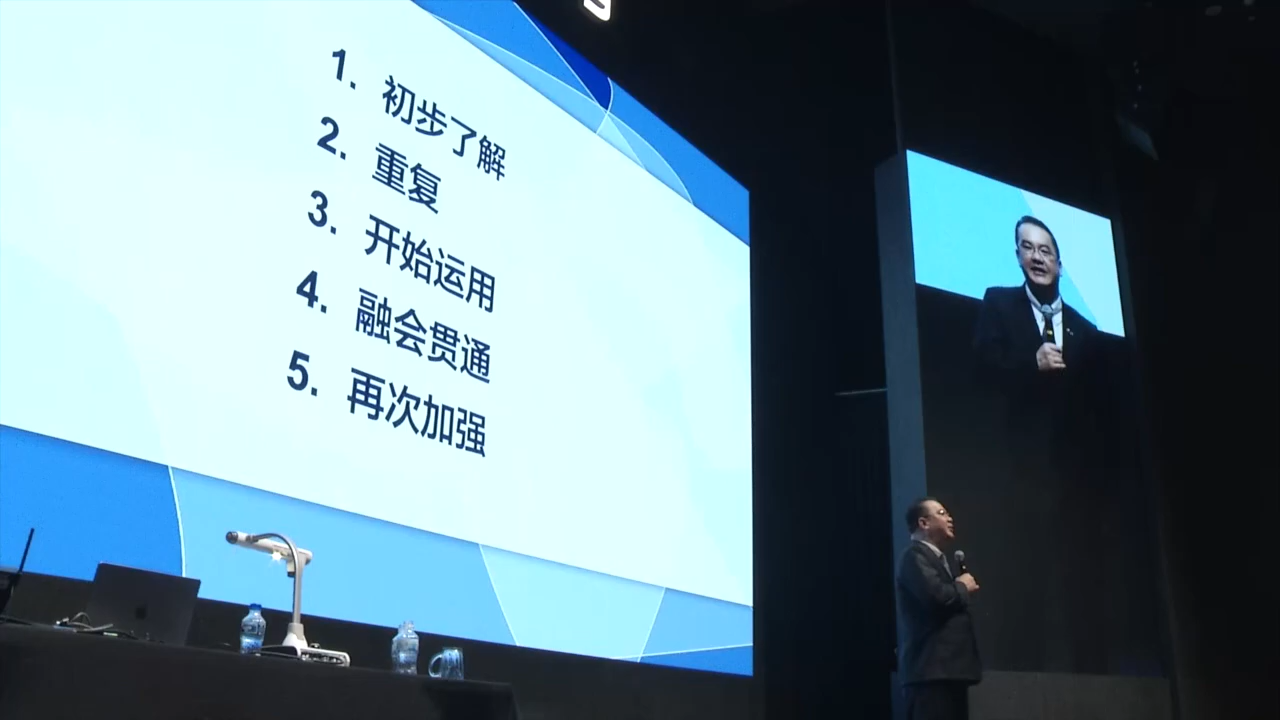 1. 初步了解
2. 重复
3. 开始运用
4. 融会贯通
5. 再次加强